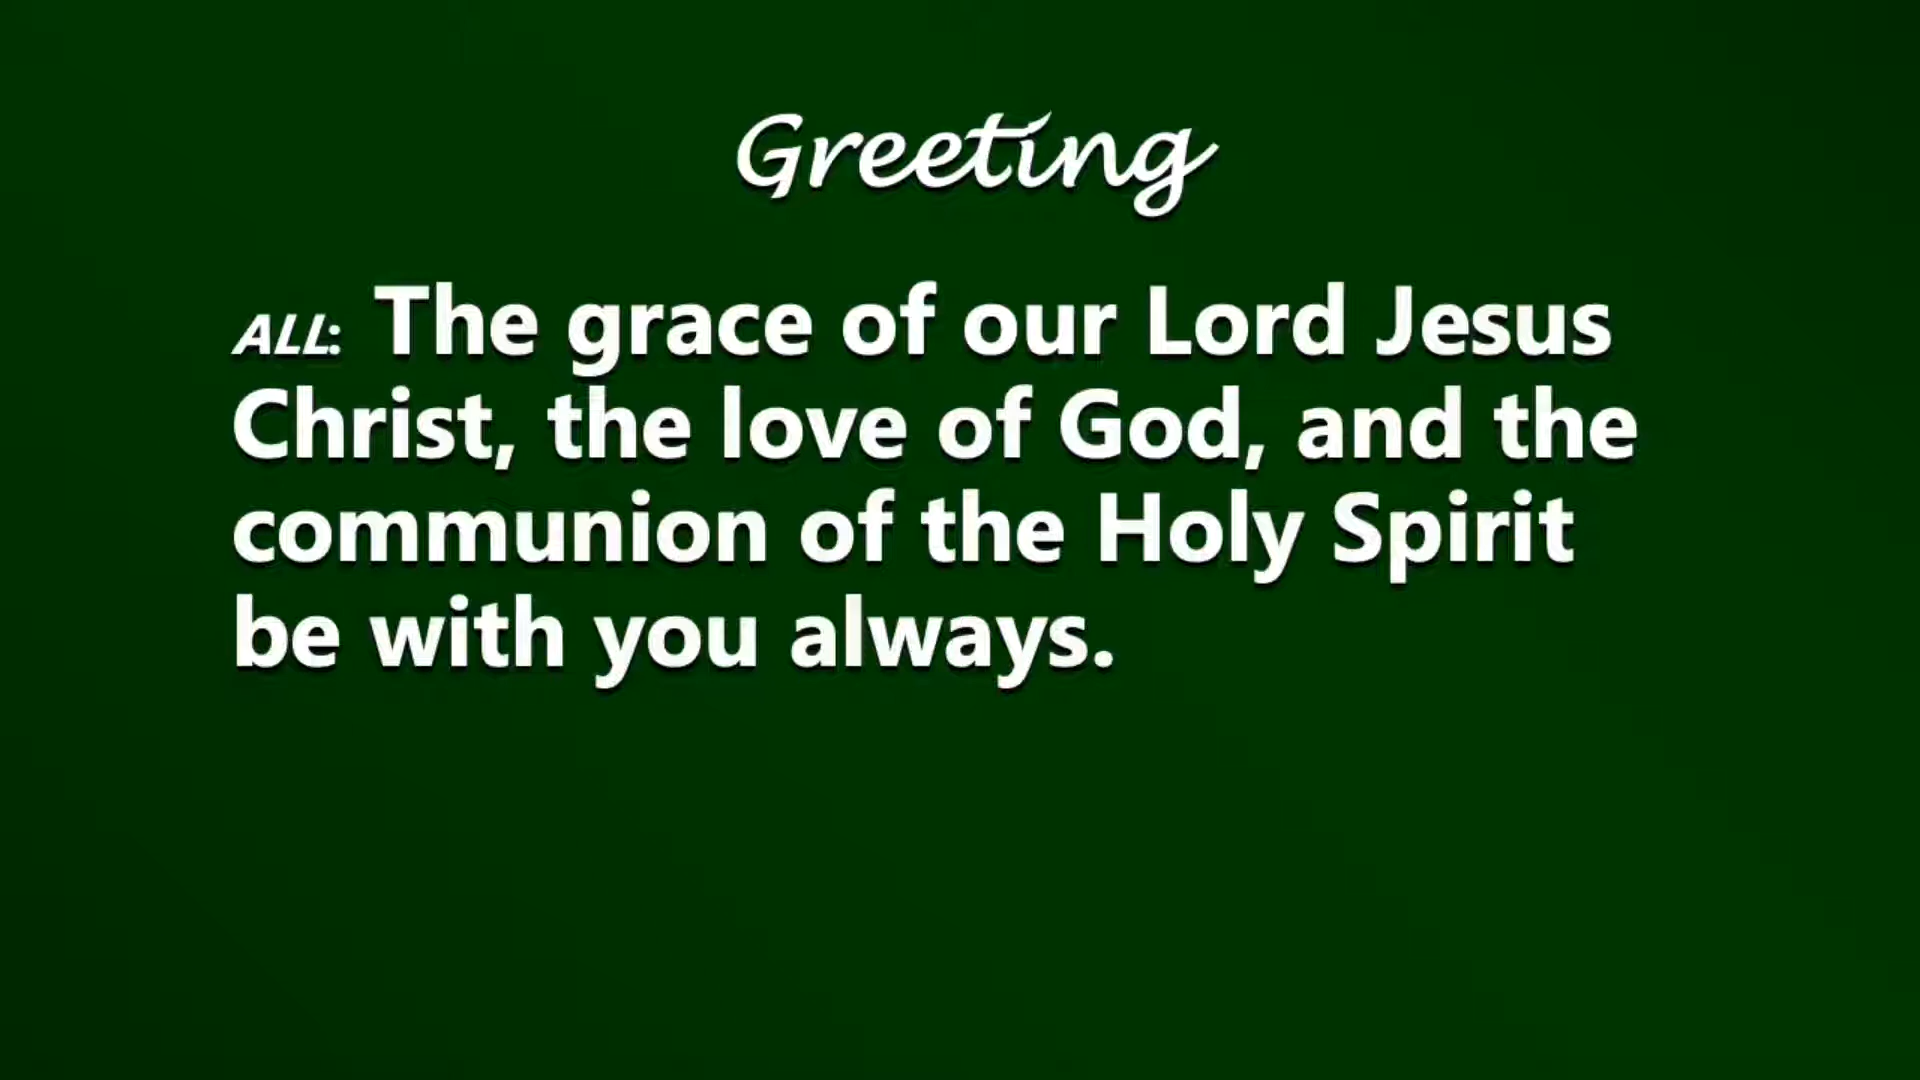 Greeting
ALL: The grace of our Lord Jesus
Christ, the love of God, and the
communion of the Holy Spirit
be with you always.